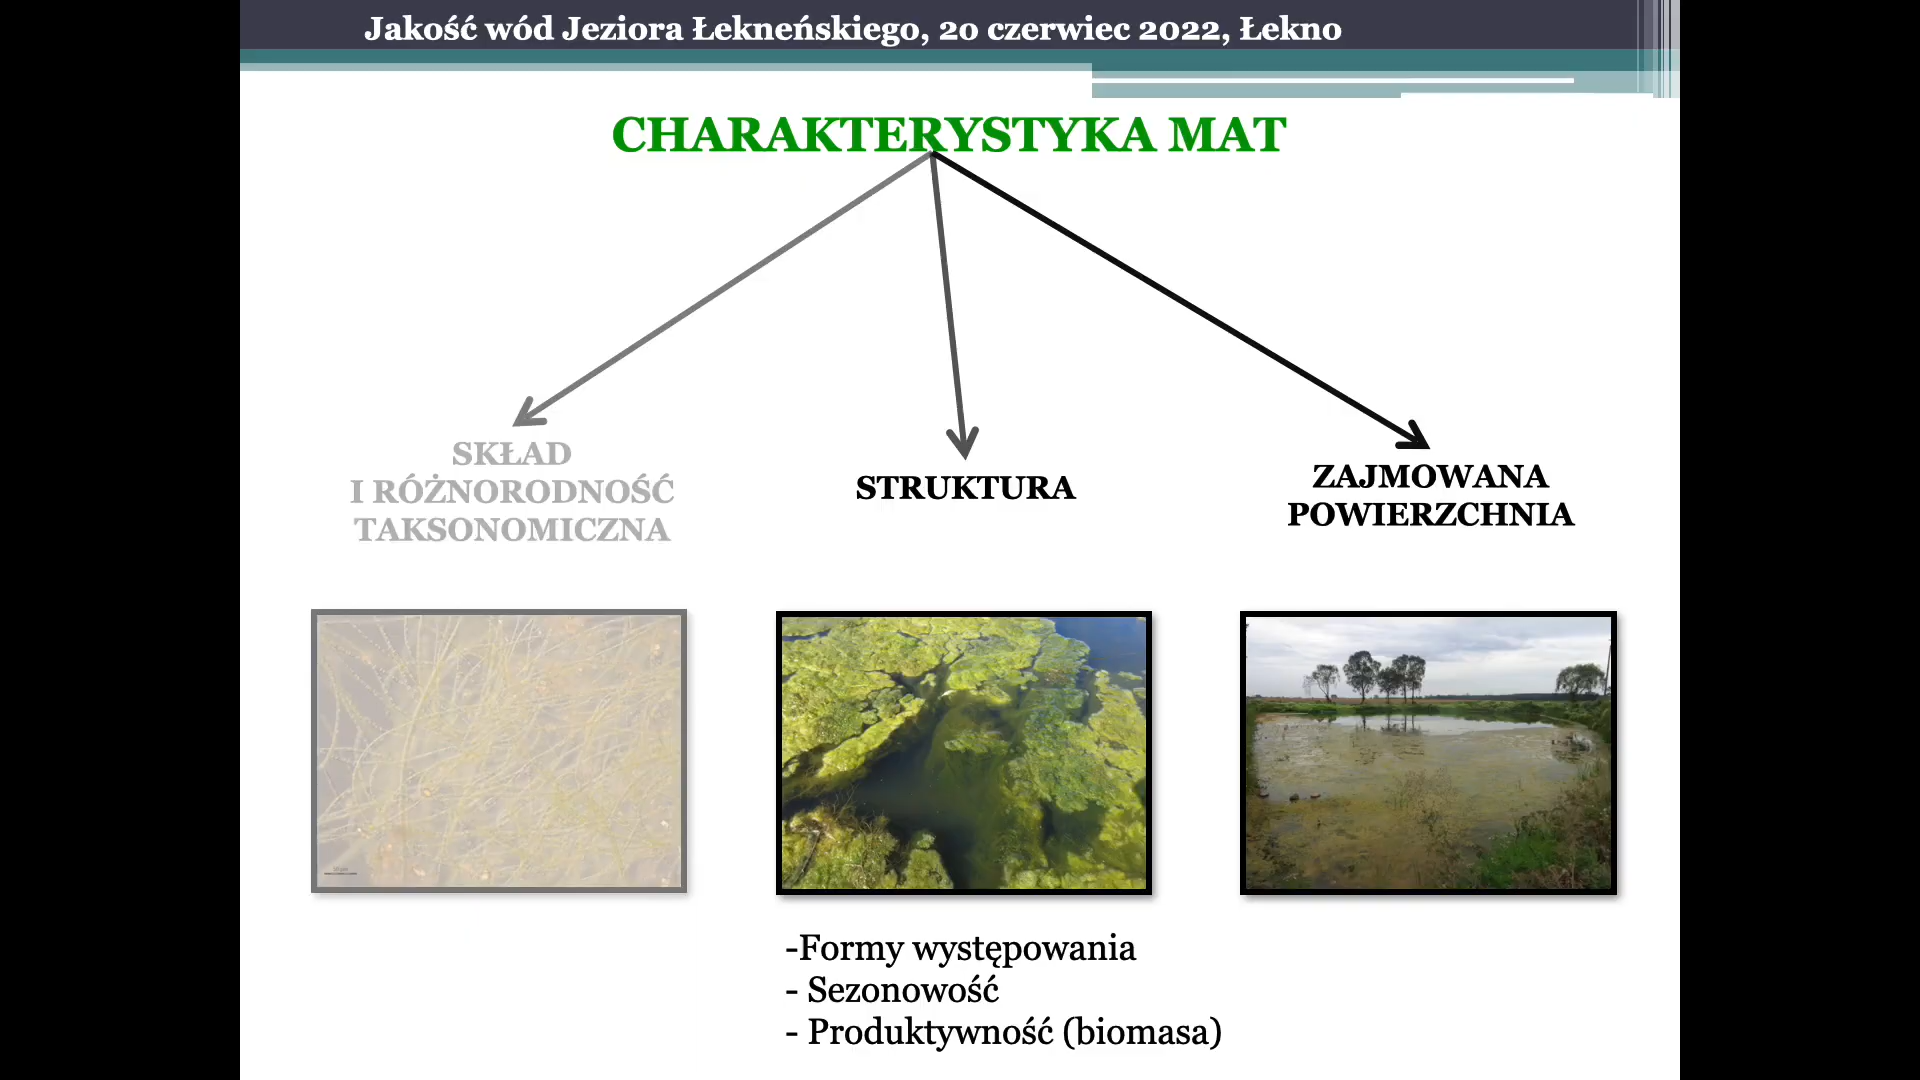 Jakość wód Jeziora Łekneńskiego, 20 czerwiec 2022, Łekno
CHARAKTERYSTYKA MAT
SKŁAD
I RÓŻNORODNOŚĆ
TAKSONOMICZNA
STRUKTURA
ZAJMOWANA
POWIERZCHNIA
-Formy występowania
- Sezonowość
- Produktywność (biomasa)